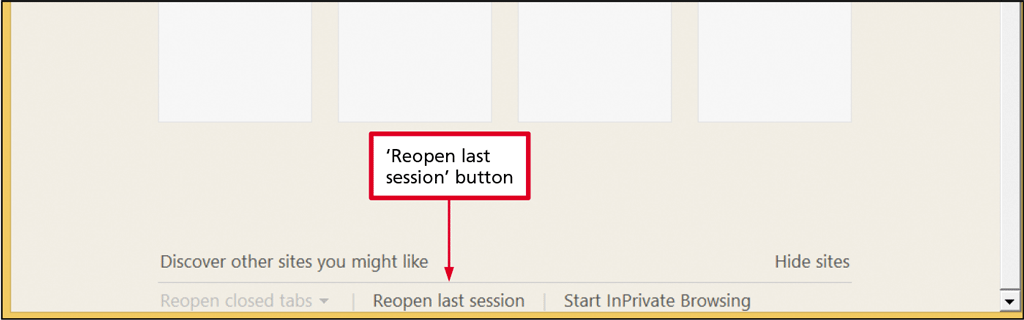 ‘Reopen last
session’ button
Discover other sites you might like Hide sites
Reopen closed tabs | Reopen last session | Start InPrivate Browsing